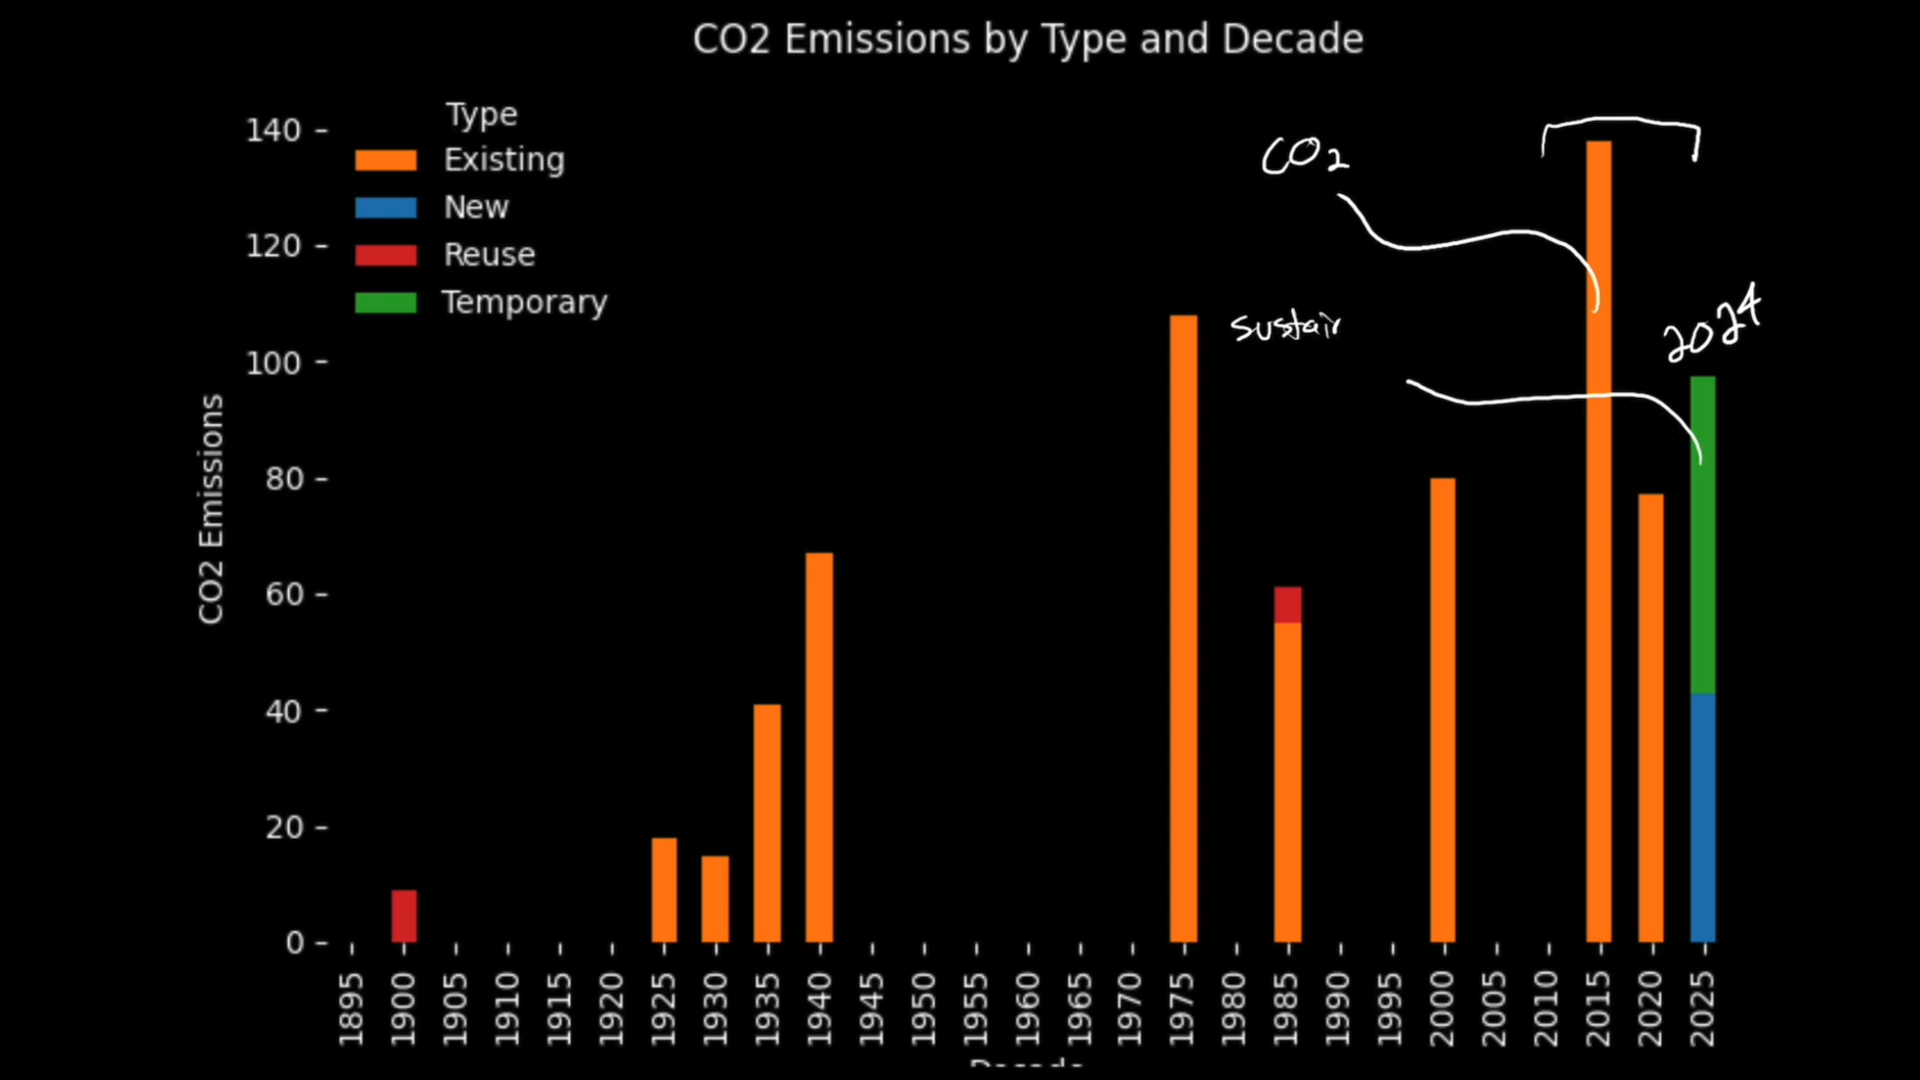 CO2 Emissions by Type and Decade
Type
Existing
New
Reuse
Temporary
CO2 Emissions
140
120
100
80
60
40
20
0
1895 1900 1905 1910 1915 1920 1925 1930 1935 1940 1945 1950 1955 1960 1965 1970 1975 1980 1985 1990 1995 2000 2005 2010 2015 2020 2025
Decade
CO2
2024